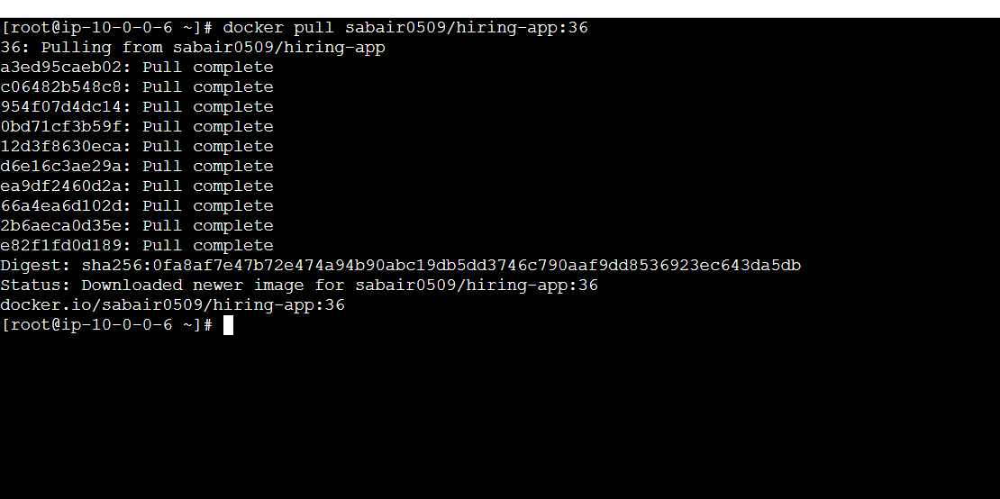 [root@ip-10-0-0-6 ~]# docker pull sabair0509/hiring-app:36
36: Pulling from sabair0509/hiring-app
a3ed95caeb02: Pull complete
c06482b548c8: Pull complete
954f07d4dc14: Pull complete
0bd71cf3b59f: Pull complete
12d3f8630eca: Pull complete
d6e16c3ae29a: Pull complete
ea9df2460d2a: Pull complete
66a4ea6d102d: Pull complete
2b6aeca0d35e: Pull complete
e82f1fd0d189: Pull complete
Digest: sha256:0fa8af7e47b72e474a94b90abc19db5dd3746c790aaf9dd8536923ec643da5db
Status: Downloaded newer image for sabair0509/hiring-app:36
docker.io/sabair0509/hiring-app:36
[root@ip-10-0-0-6 ~]#